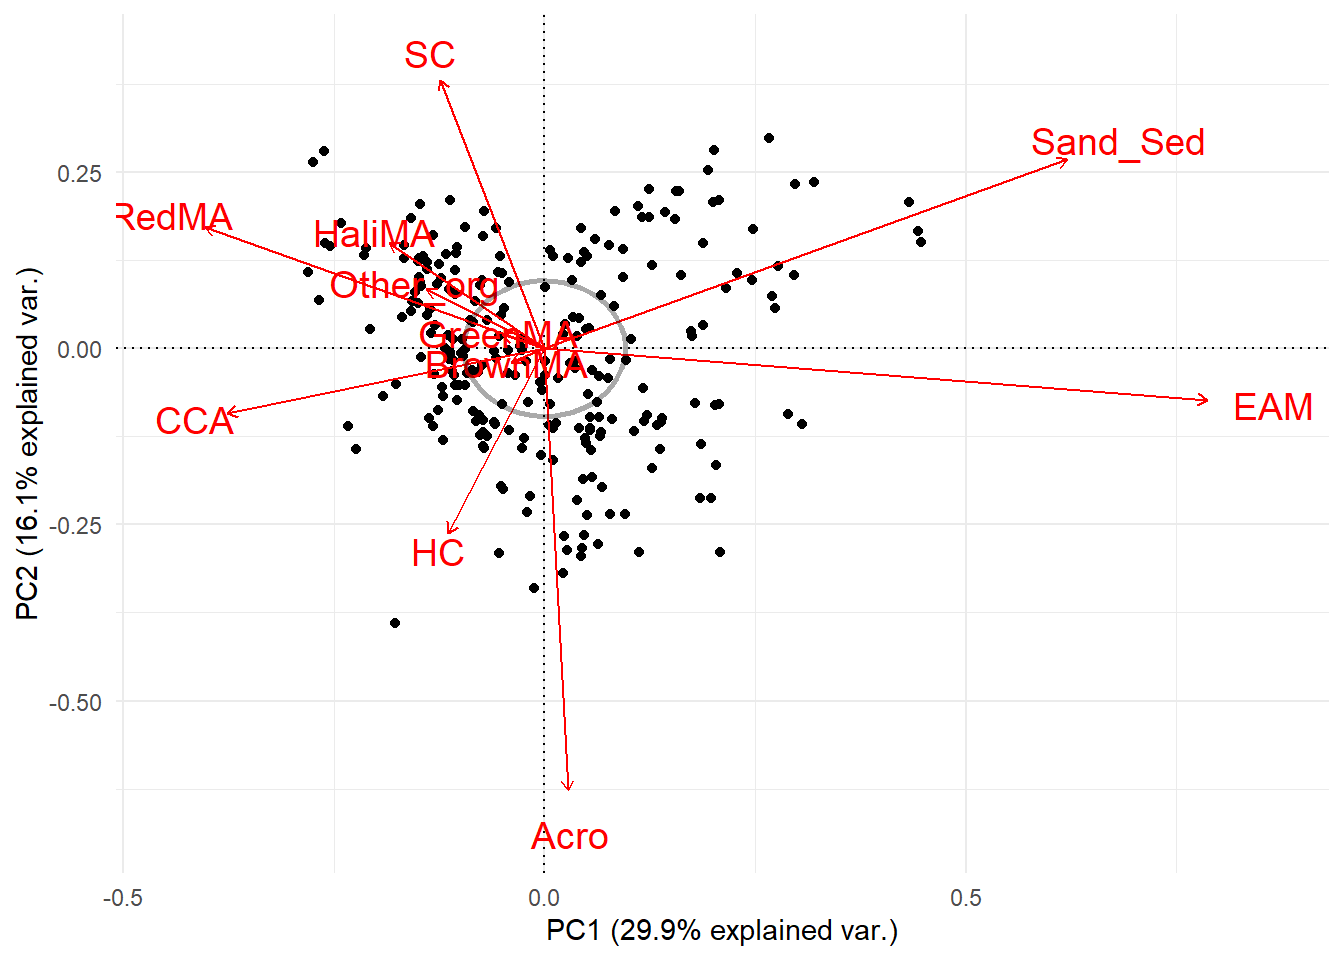 SC
Sand_Sed
0.25
RedMA
HaliMA
Other_org
GreenMA
0.00
BrownMA
CCA
EAM
-0.25
HC
-0.50
Acro
-0.5
0.0
0.5
PC1 (29.9% explained var.)
PC2 (16.1% explained var.)